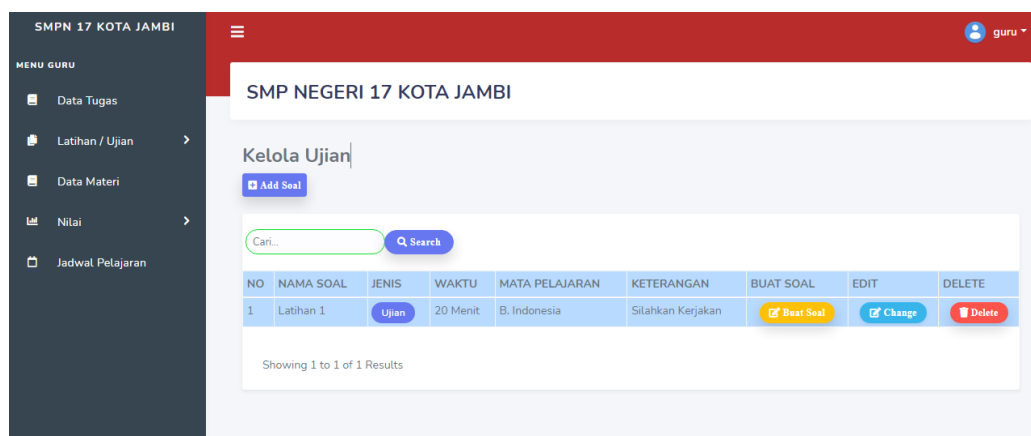 SMPN 17 KOTA JAMBI
guru
MENU GURU
Data Tugas
Latihan / Ujian
Data Materi
Nilai
Jadwal Pelajaran
SMP NEGERI 17 KOTA JAMBI
Kelola Ujian
Add Soal
Cari... Search
NO NAMA SOAL JENIS WAKTU MATA PELAJARAN KETERANGAN BUAT SOAL EDIT DELETE
1 Latihan 1 Ujian 20 Menit B. Indonesia Silahkan Kerjakan Buat Soal Change Delete
Showing 1 to 1 of 1 Results